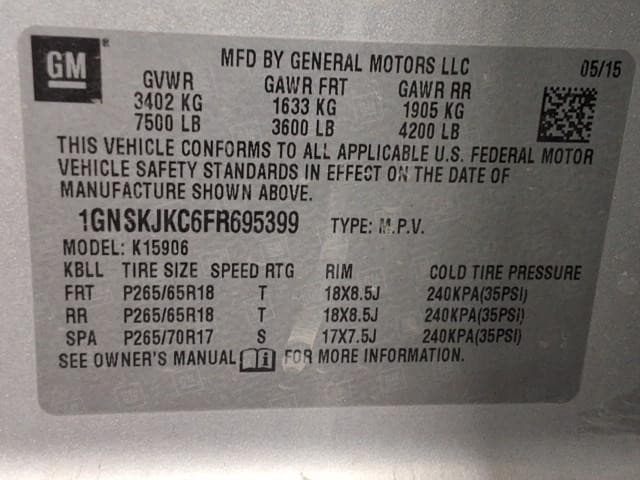 GM
MFD BY GENERAL MOTORS LLC 05/15
GVWR GAWR FRT GAWR RR
3402 KG 1633 KG 1905 KG
7500 LB 3600 LB 4200 LB
THIS VEHICLE CONFORMS TO ALL APPLICABLE U.S. FEDERAL MOTOR
VEHICLE SAFETY STANDARDS IN EFFECT ON THE DATE OF
MANUFACTURE SHOWN ABOVE.
1GNSKJKC6FR695399 TYPE: M.P.V.
MODEL: K15906
KBLL TIRE SIZE SPEED RTG RIM COLD TIRE PRESSURE
FRT P265/65R18 T 18X8.5J 240KPA(35PSI)
RR P265/65R18 T 18X8.5J 240KPA(35PSI)
SPA P265/70R17 S 17X7.5J 240KPA(35PSI)
SEE OWNER'S MANUAL FOR MORE INFORMATION.